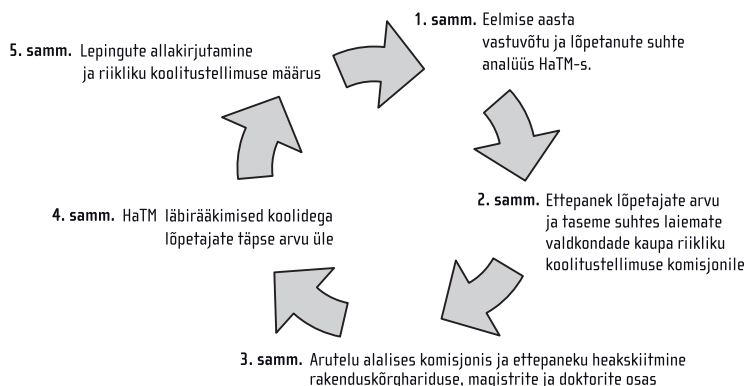 1. samm. Eelmise aasta
vastuvõtu ja lõpetanute suhte
analüüs HaTM-s.
2. samm. Ettepanek lõpetajate arvu
ja taseme suhtes laiemate
valdkondade kaupa riikliku
koolitustellimuse komisjonile
3. samm. Arutelu alalises komisjonis ja ettepaneku heakskiitmine
rakenduskõrghariduse, magistrite ja doktorite osas
4. samm. HaTM läbirääkimised koolidega
lõpetajate täpse arvu üle
5. samm. Lepingute allakirjutamine
ja riikliku koolitustellimuse määrus